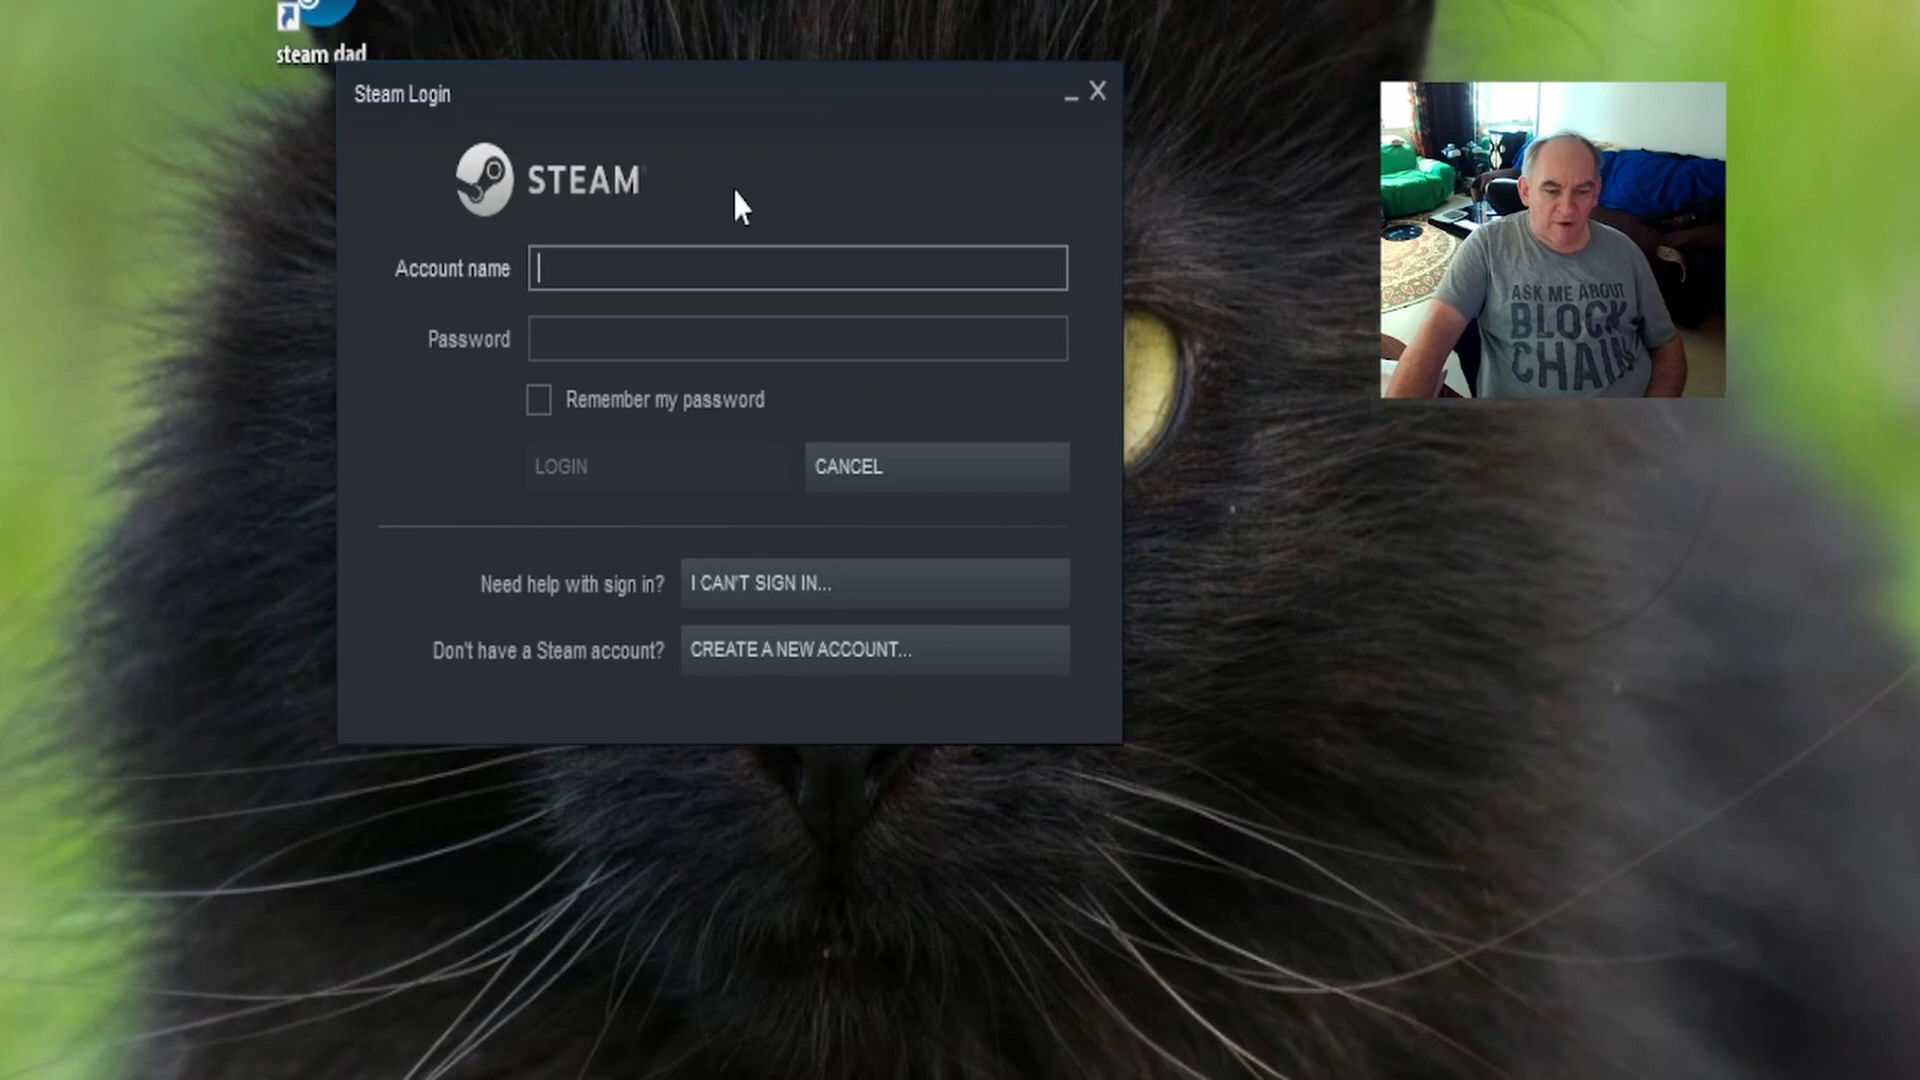 steam dad
Steam Login
STEAM
Account name
Password
Remember my password
LOGIN
CANCEL
Need help with sign in?
I CAN'T SIGN IN...
Don't have a Steam account?
CREATE A NEW ACCOUNT...
ASK ME ABOUT
BLOCK
CHAIN